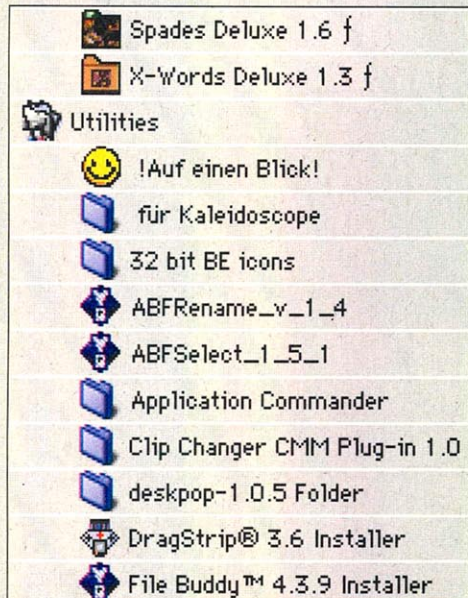 Spades Deluxe 1.6 ƒ
X-Words Deluxe 1.3 ƒ
Utilities
!Auf einen Blick!
für Kaleidoscope
32 bit BE icons
ABFRename_v_1_4
ABFSelect_1_5_1
Application Commander
Clip Changer CMM Plug-in 1.0
deskpop-1.0.5 Folder
DragStrip® 3.6 Installer
File Buddy™ 4.3.9 Installer